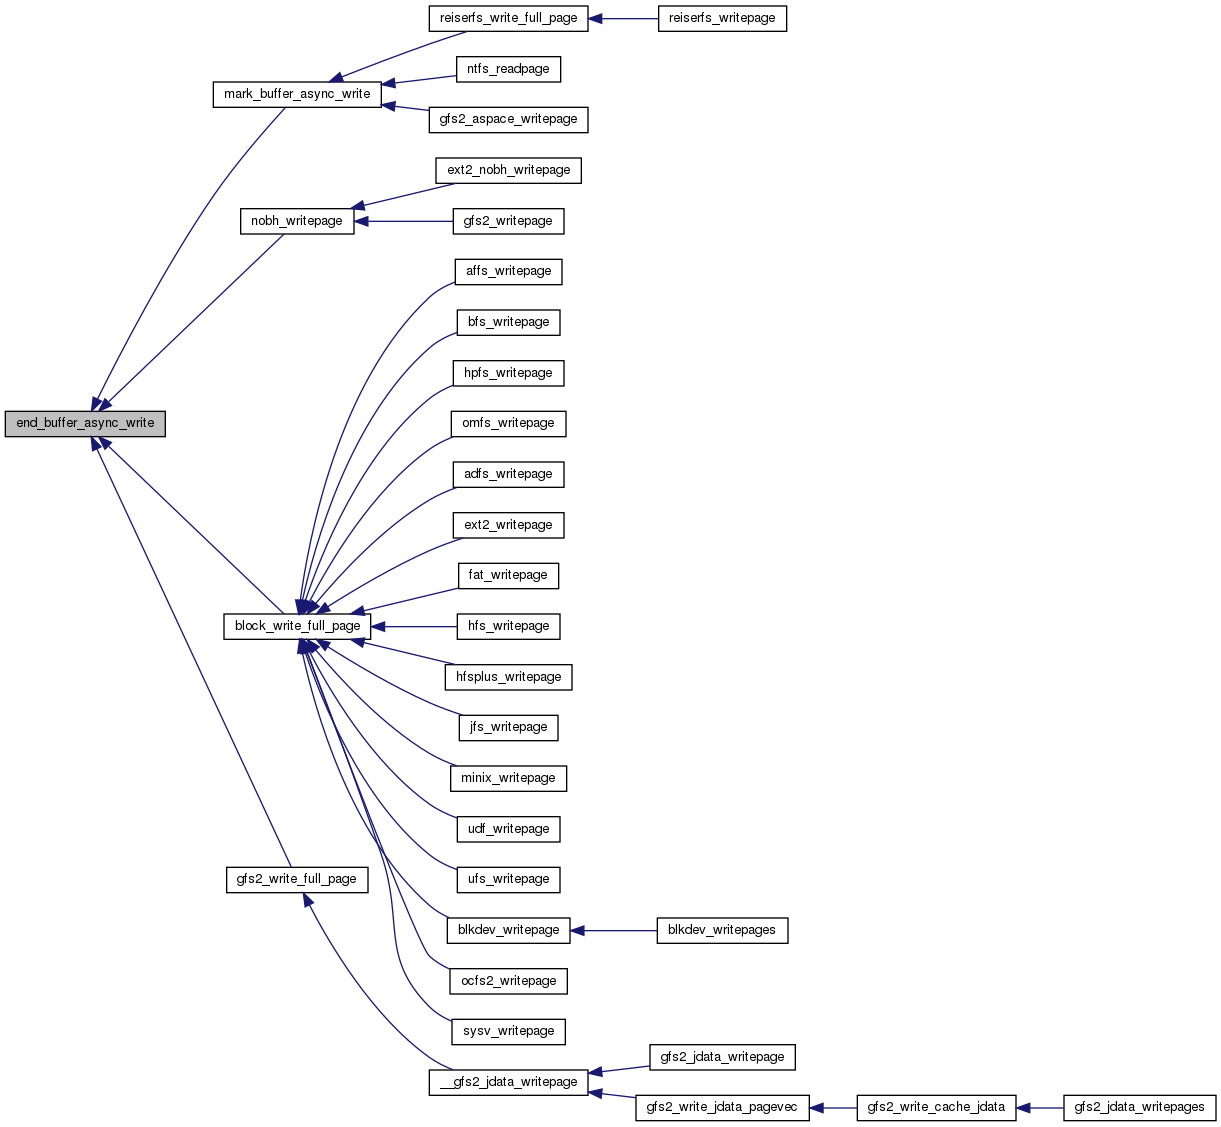 reiserfs_write_full_page
reiserfs_writepage
ntfs_readpage
mark_buffer_async_write
gfs2_aspace_writepage
ext2_nobh_writepage
nobh_writepage
gfs2_writepage
affs_writepage
bfs_writepage
hpfs_writepage
end_buffer_async_write
omfs_writepage
adfs_writepage
ext2_writepage
fat_writepage
block_write_full_page
hfs_writepage
hfsplus_writepage
jfs_writepage
minix_writepage
udf_writepage
gfs2_write_full_page
ufs_writepage
blkdev_writepage
blkdev_writepages
ocfs2_writepage
sysv_writepage
gfs2_jdata_writepage
__gfs2_jdata_writepage
gfs2_write_jdata_pagevec
gfs2_write_cache_jdata
gfs2_jdata_writepages